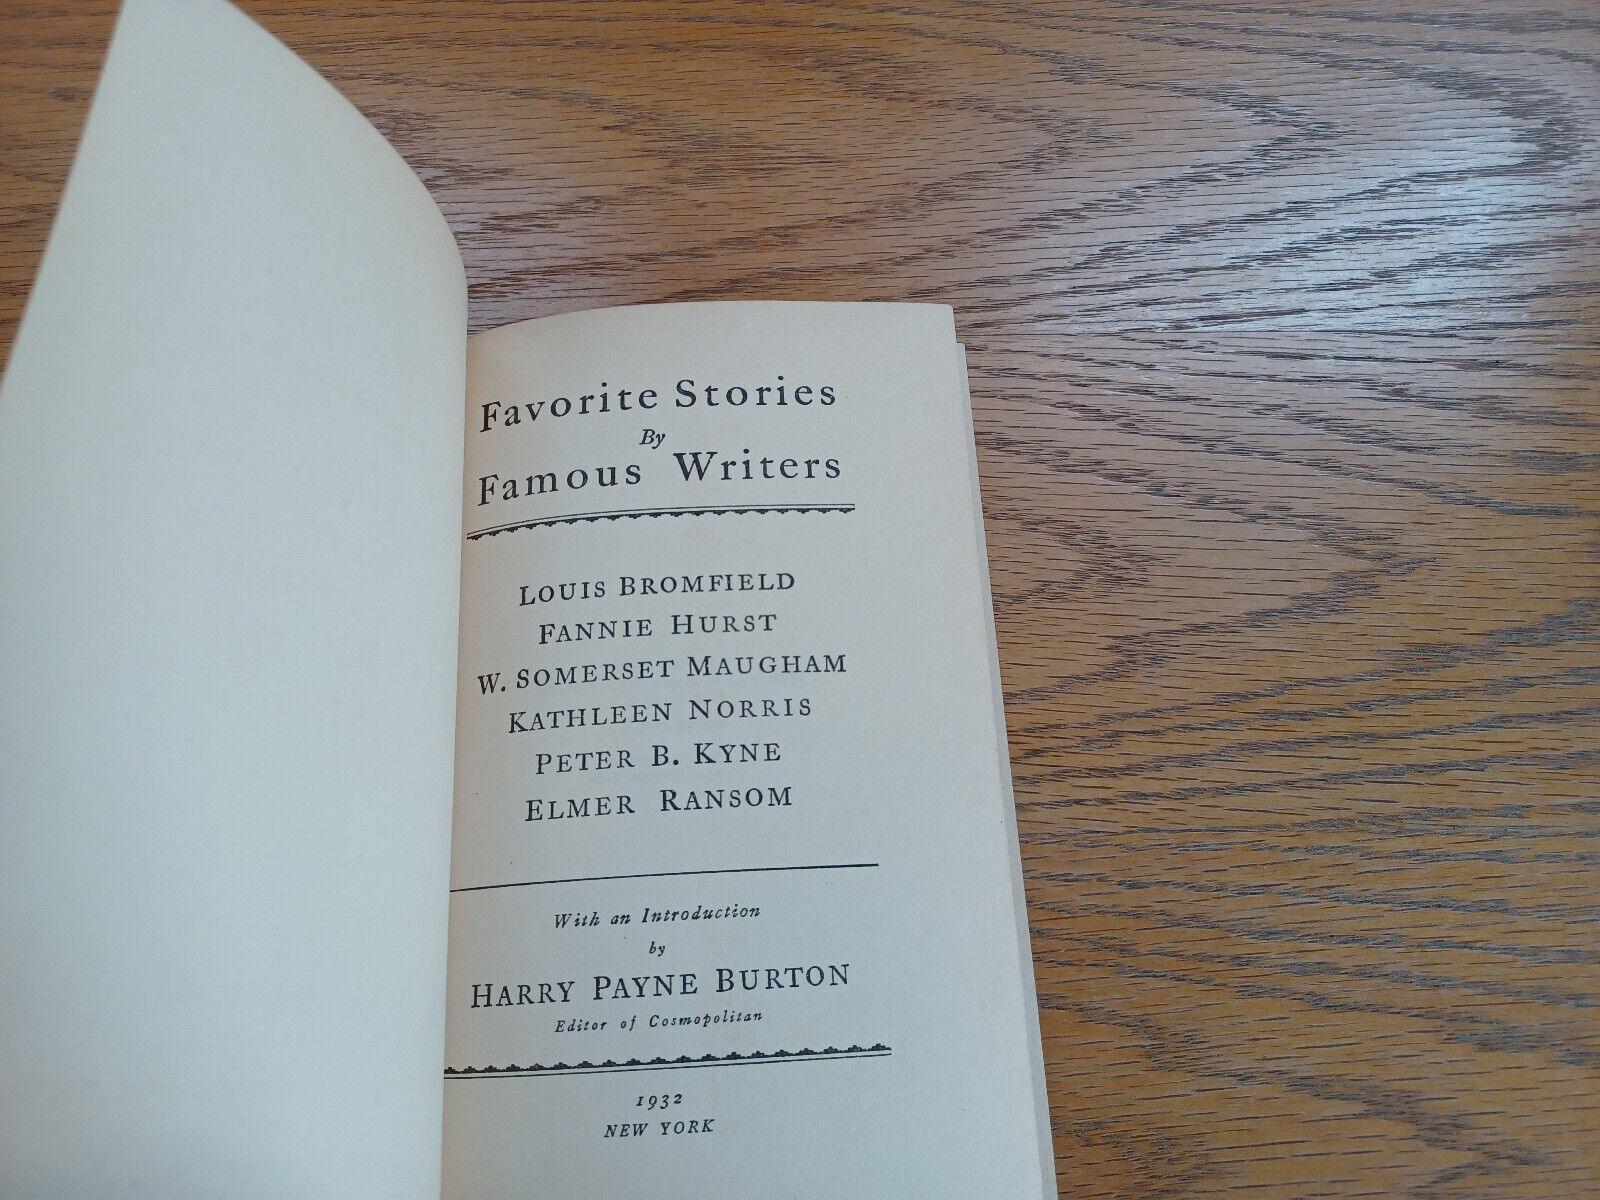 Favorite Stories
By
Famous Writers
LOUIS BROMFIELD
FANNIE HURST
W. SOMERSET MAUGHAM
KATHLEEN NORRIS
PETER B. KYNE
ELMER RANSOM
With an Introduction
by
HARRY PAYNE BURTON
Editor of Cosmopolitan
1932
NEW YORK